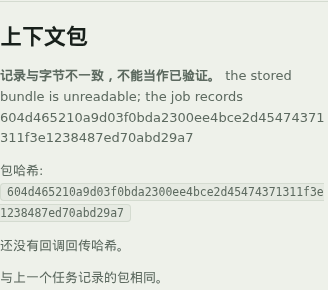 上下文包
记录与字节不一致，不能当作已验证。 the stored
bundle is unreadable; the job records
604d465210a9d03f0bda2300ee4bce2d45474371
311f3e1238487ed70abd29a7
包哈希:
604d465210a9d03f0bda2300ee4bce2d45474371311f3e
1238487ed70abd29a7
还没有回调回传哈希。
与上一个任务记录的包相同。